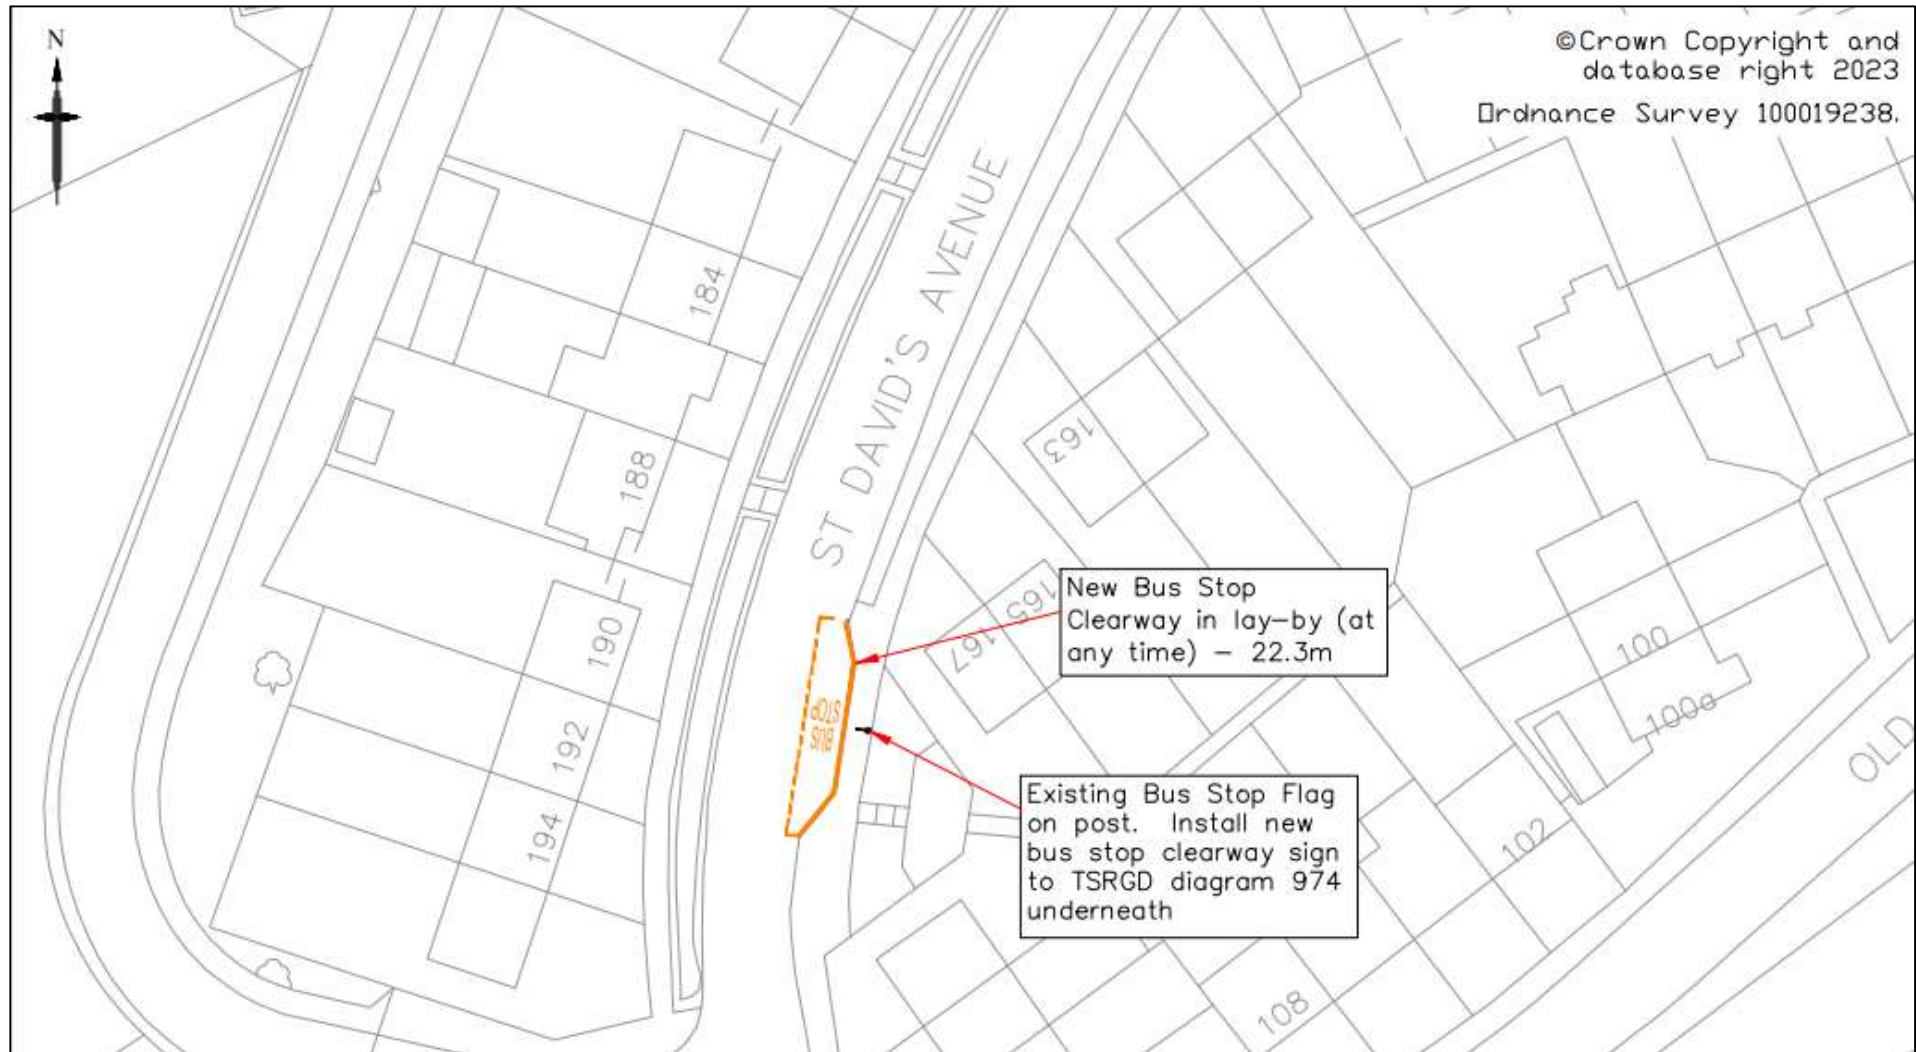 N
©Crown Copyright and
database right 2023
Ordnance Survey 100019238.
ST DAVID'S AVENUE
184
188
190
192
194
163
165
167
New Bus Stop
Clearway in lay-by (at
any time) - 22.3m
BUS
STOP
Existing Bus Stop Flag
on post. Install new
bus stop clearway sign
to TSRGD diagram 974
underneath
100
100a
102
108
OLD